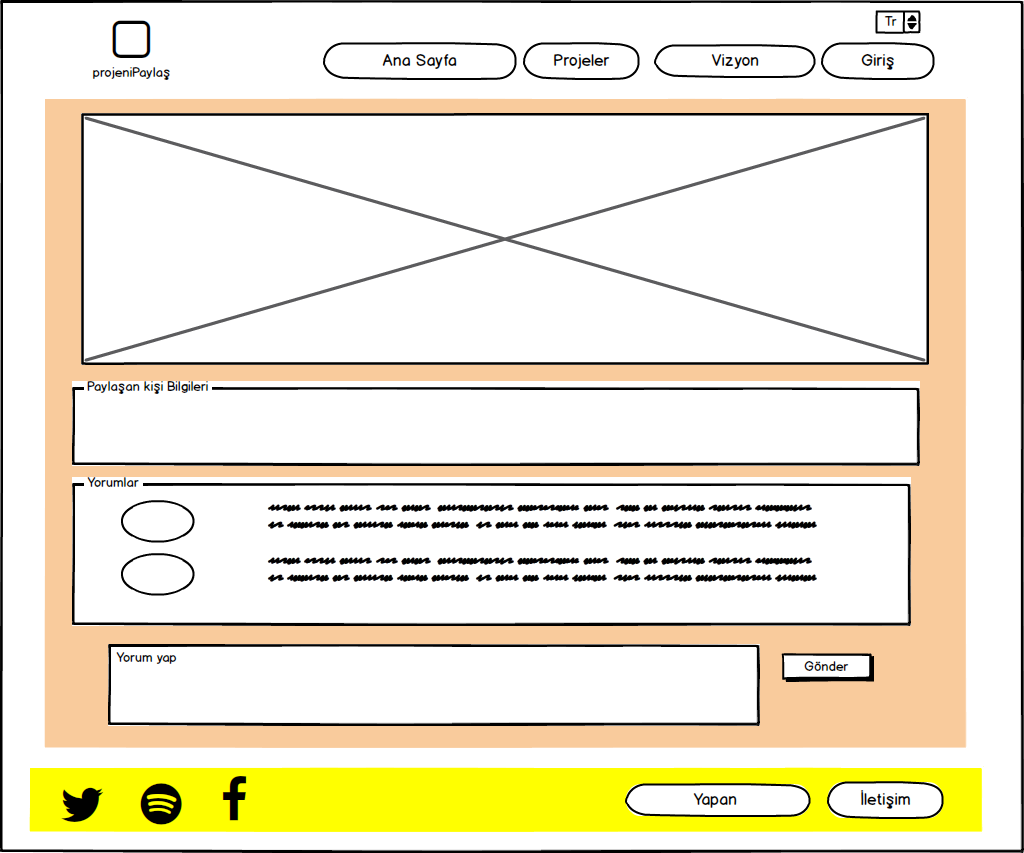 Tr
projeniPaylaş
Ana Sayfa
Projeler
Vizyon
Giriş
Paylaşan kişi Bilgileri
Yorumlar
Yorum yap
Gönder
Yapan
İletişim